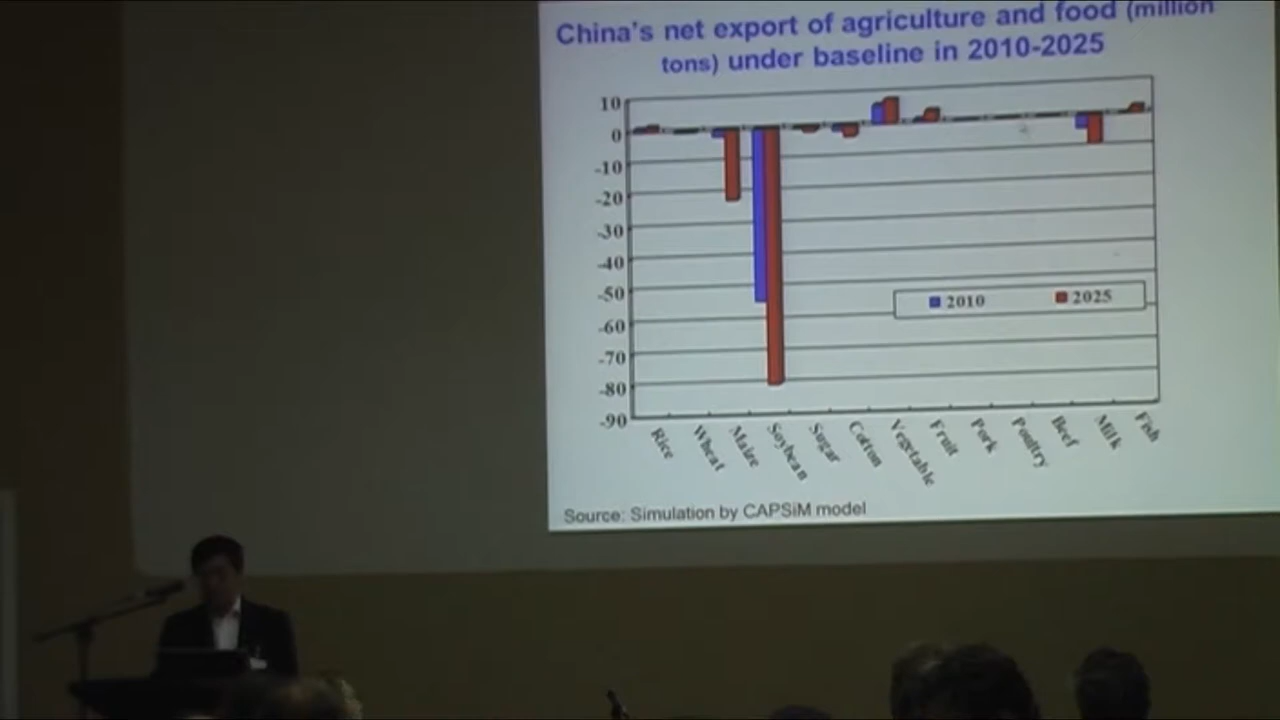 China's net export of agriculture and food (million
tons) under baseline in 2010-2025
10
0
-10
-20
-30
-40
-50
-60
-70
-80
-90
2010
2025
Rice
Wheat
Maize
Soybean
Sugar
Cotton
Vegetable
Fruit
Pork
Poultry
Beef
Milk
Fish
Source: Simulation by CAPSiM model